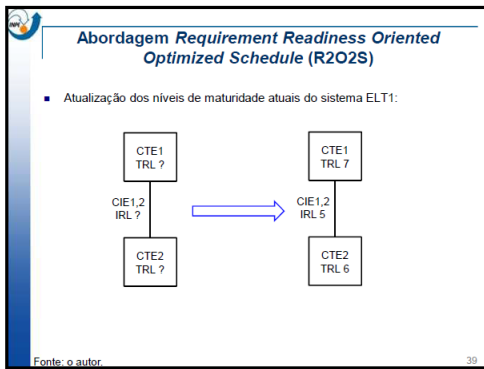 INPE
Abordagem Requirement Readiness Oriented
Optimized Schedule (R2O2S)
Atualização dos níveis de maturidade atuais do sistema ELT1:
CTE1
TRL ?
CIE1,2
IRL ?
CTE2
TRL ?
CTE1
TRL 7
CIE1,2
IRL 5
CTE2
TRL 6
Fonte: o autor.
39